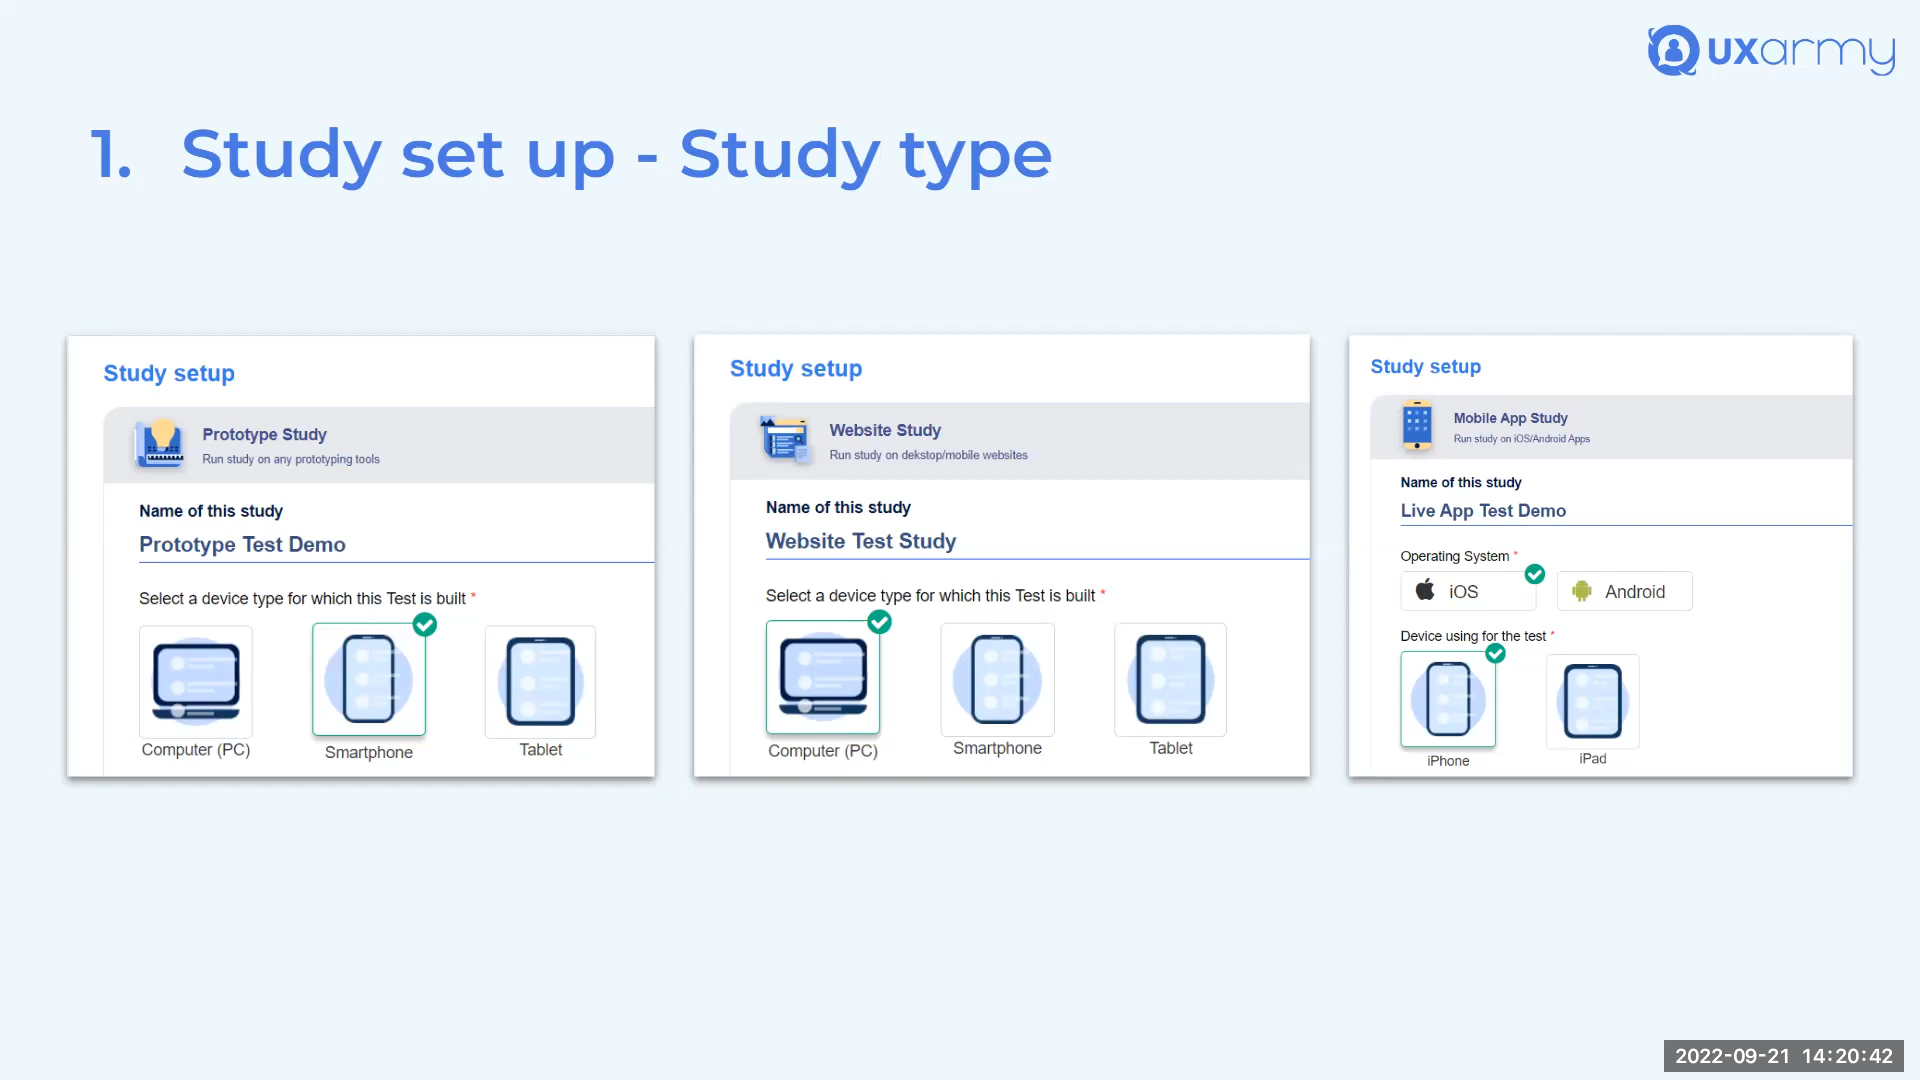 UXarmy
1. Study set up - Study type
Study setup
Prototype Study
Run study on any prototyping tools
Name of this study
Prototype Test Demo
Select a device type for which this Test is built *
Computer (PC)
Smartphone
Tablet
Study setup
Website Study
Run study on dekstop/mobile websites
Name of this study
Website Test Study
Select a device type for which this Test is built *
Computer (PC)
Smartphone
Tablet
Study setup
Mobile App Study
Run study on iOS/Android Apps
Name of this study
Live App Test Demo
Operating System *
iOS
Android
Device using for the test *
iPhone
iPad
2022-09-21 14:20:42